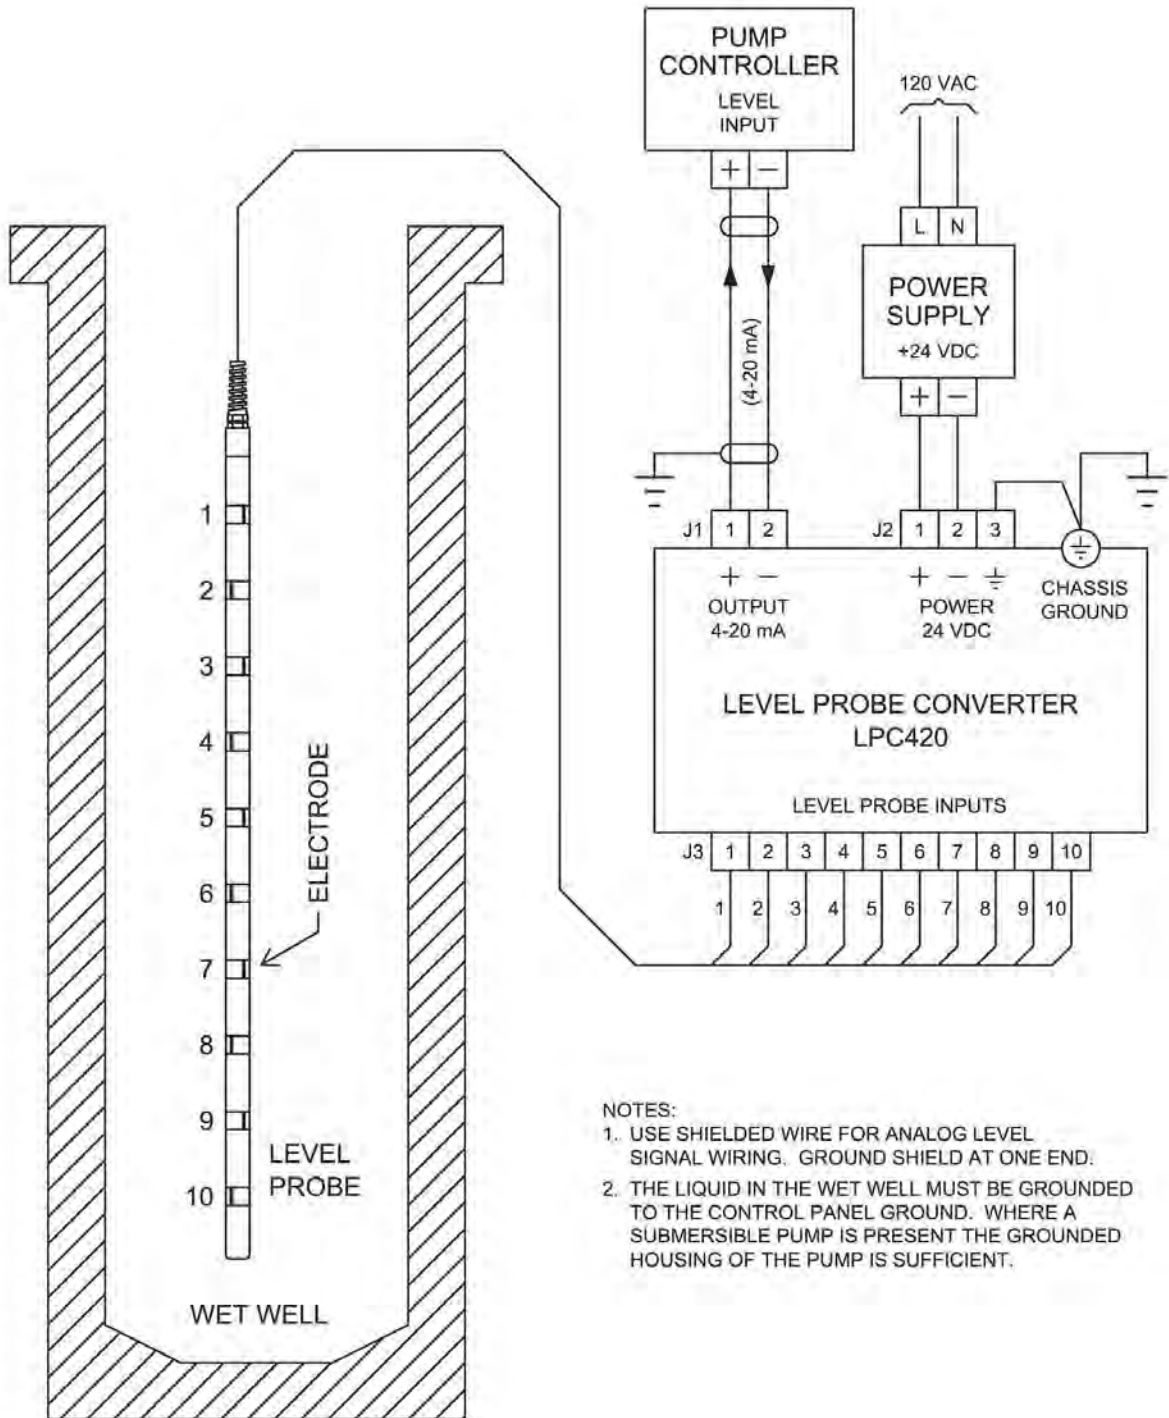 PUMP
CONTROLLER
LEVEL
INPUT
+ −
120 VAC
L N
POWER
SUPPLY
+24 VDC
+ −
(4-20 mA)
J1 1 2
J2 1 2 3
+ −
OUTPUT
4-20 mA
+ −
POWER
24 VDC
CHASSIS
GROUND
LEVEL PROBE CONVERTER
LPC420
LEVEL PROBE INPUTS
J3 1 2 3 4 5 6 7 8 9 10
1 2 3 4 5 6 7 8 9 10
1
2
3
4
5
6
7
8
9
10
ELECTRODE
LEVEL
PROBE
WET WELL
NOTES:
1. USE SHIELDED WIRE FOR ANALOG LEVEL
SIGNAL WIRING. GROUND SHIELD AT ONE END.
2. THE LIQUID IN THE WET WELL MUST BE GROUNDED
TO THE CONTROL PANEL GROUND. WHERE A
SUBMERSIBLE PUMP IS PRESENT THE GROUNDED
HOUSING OF THE PUMP IS SUFFICIENT.